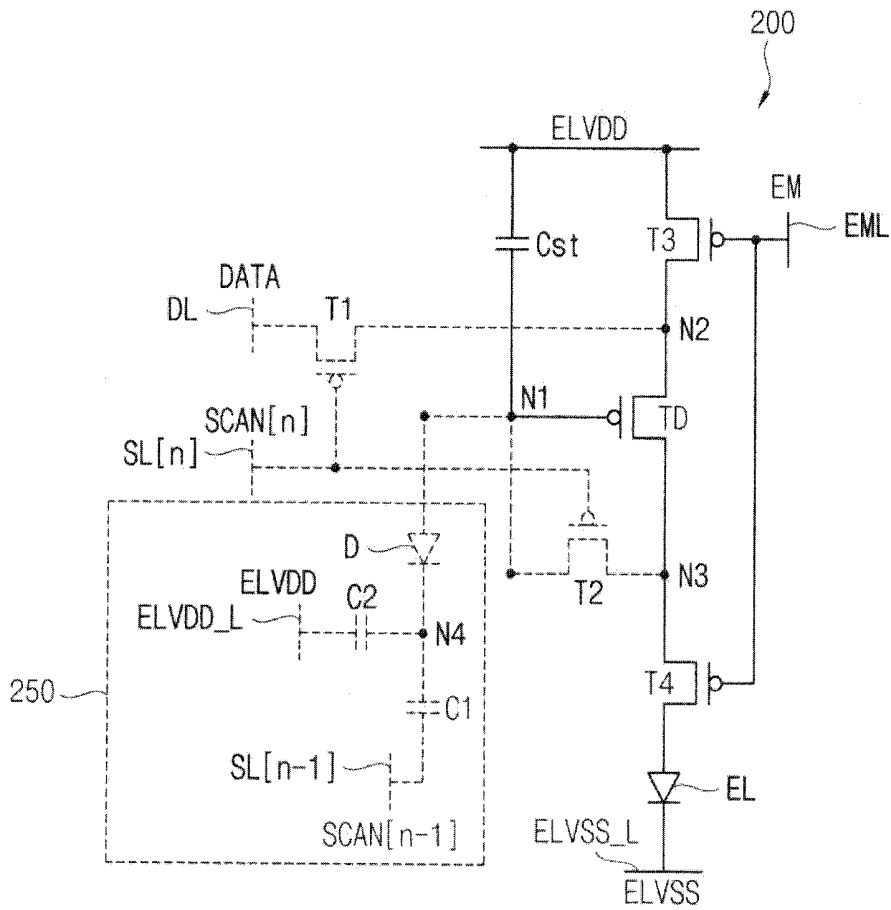 200
ELVDD
EM
EML
T3
Cst
DATA
DL
T1
N2
N1
TD
SCAN[n]
SL[n]
D
T2
N3
ELVDD
C2
ELVDD_L
N4
250
T4
C1
SL[n-1]
EL
SCAN[n-1]
ELVSS_L
ELVSS